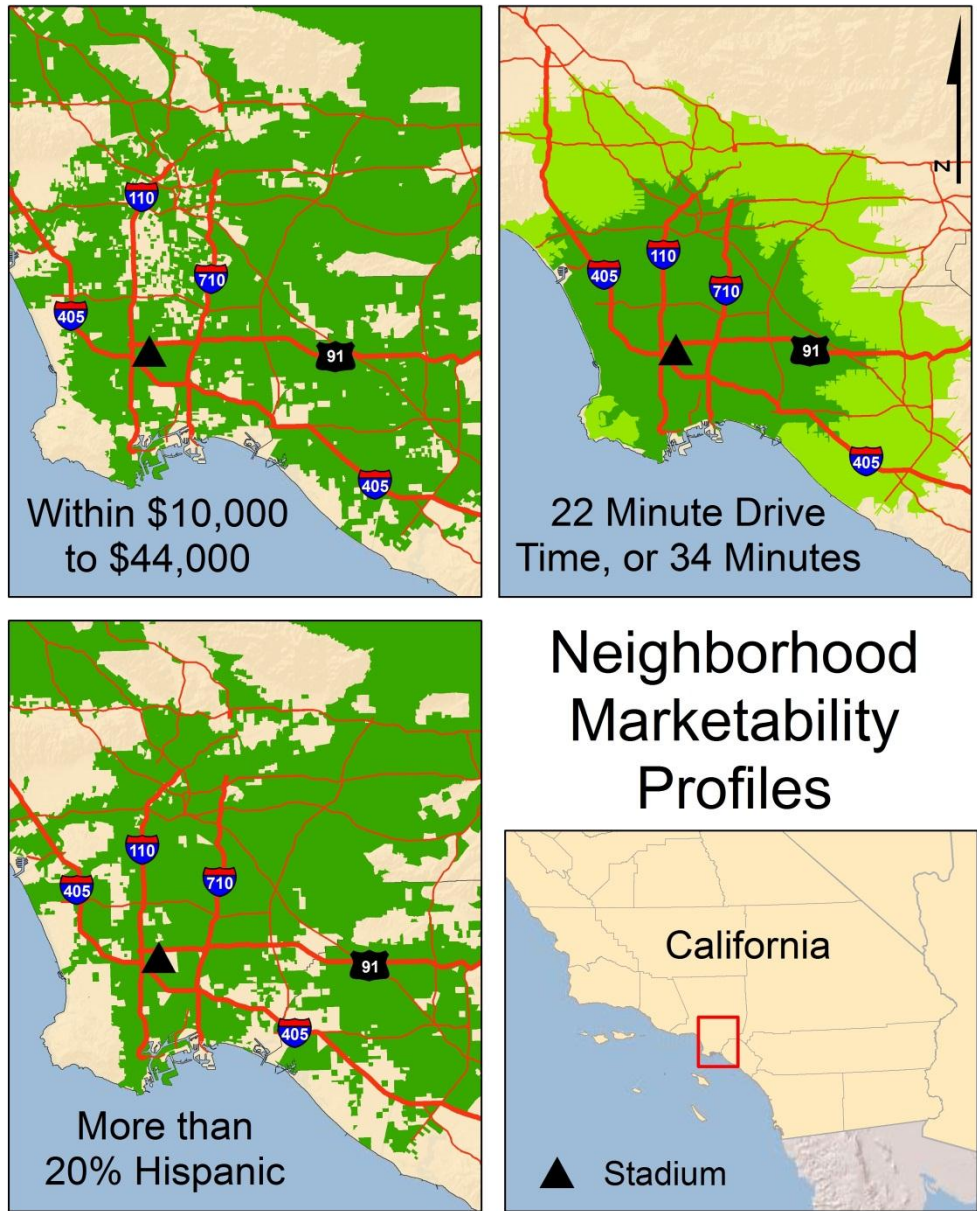 110
710
405
91
405
Within $10,000
to $44,000
N
110
405
710
91
405
22 Minute Drive
Time, or 34 Minutes
110
405
710
91
405
More than
20% Hispanic
Neighborhood
Marketability
Profiles
California
Stadium